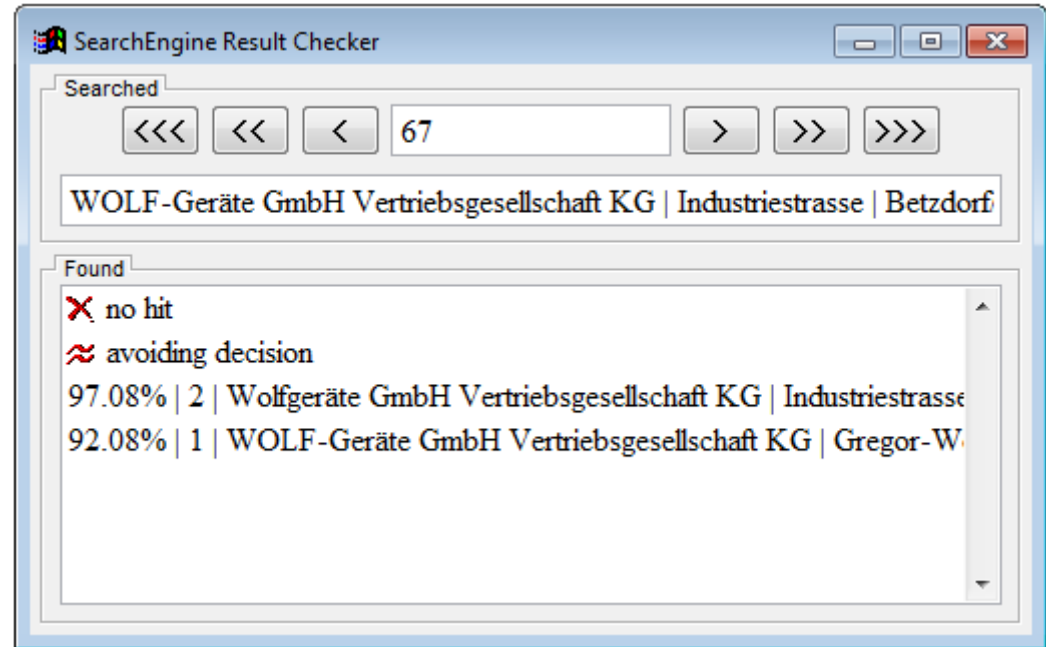 SearchEngine Result Checker
Searched
<<< << < 67 > >> >>>
WOLF-Geräte GmbH Vertriebsgesellschaft KG | Industriestrasse | Betzdorf
Found
no hit
avoiding decision
97.08% | 2 | Wolfgeräte GmbH Vertriebsgesellschaft KG | Industriestrasse
92.08% | 1 | WOLF-Geräte GmbH Vertriebsgesellschaft KG | Gregor-W